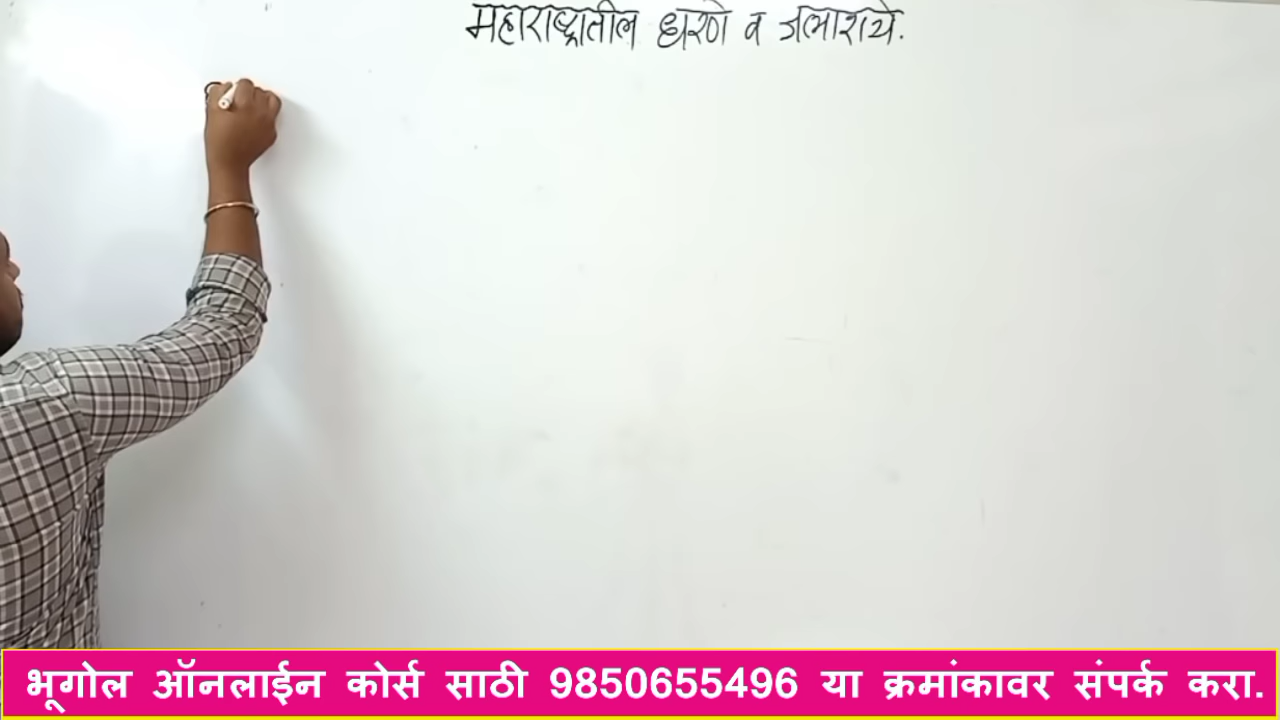 महाराष्ट्रातील धरणे व जलाशये.
भूगोल ऑनलाईन कोर्स साठी 9850655496 या क्रमांकावर संपर्क करा.